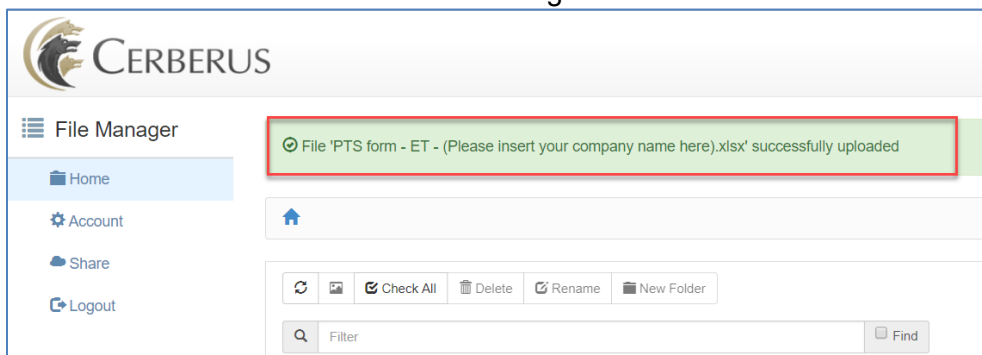 CERBERUS
File Manager
File 'PTS form - ET - (Please insert your company name here).xlsx' successfully uploaded
Home
Account
Share
Logout
Check All Delete Rename New Folder
Filter Find